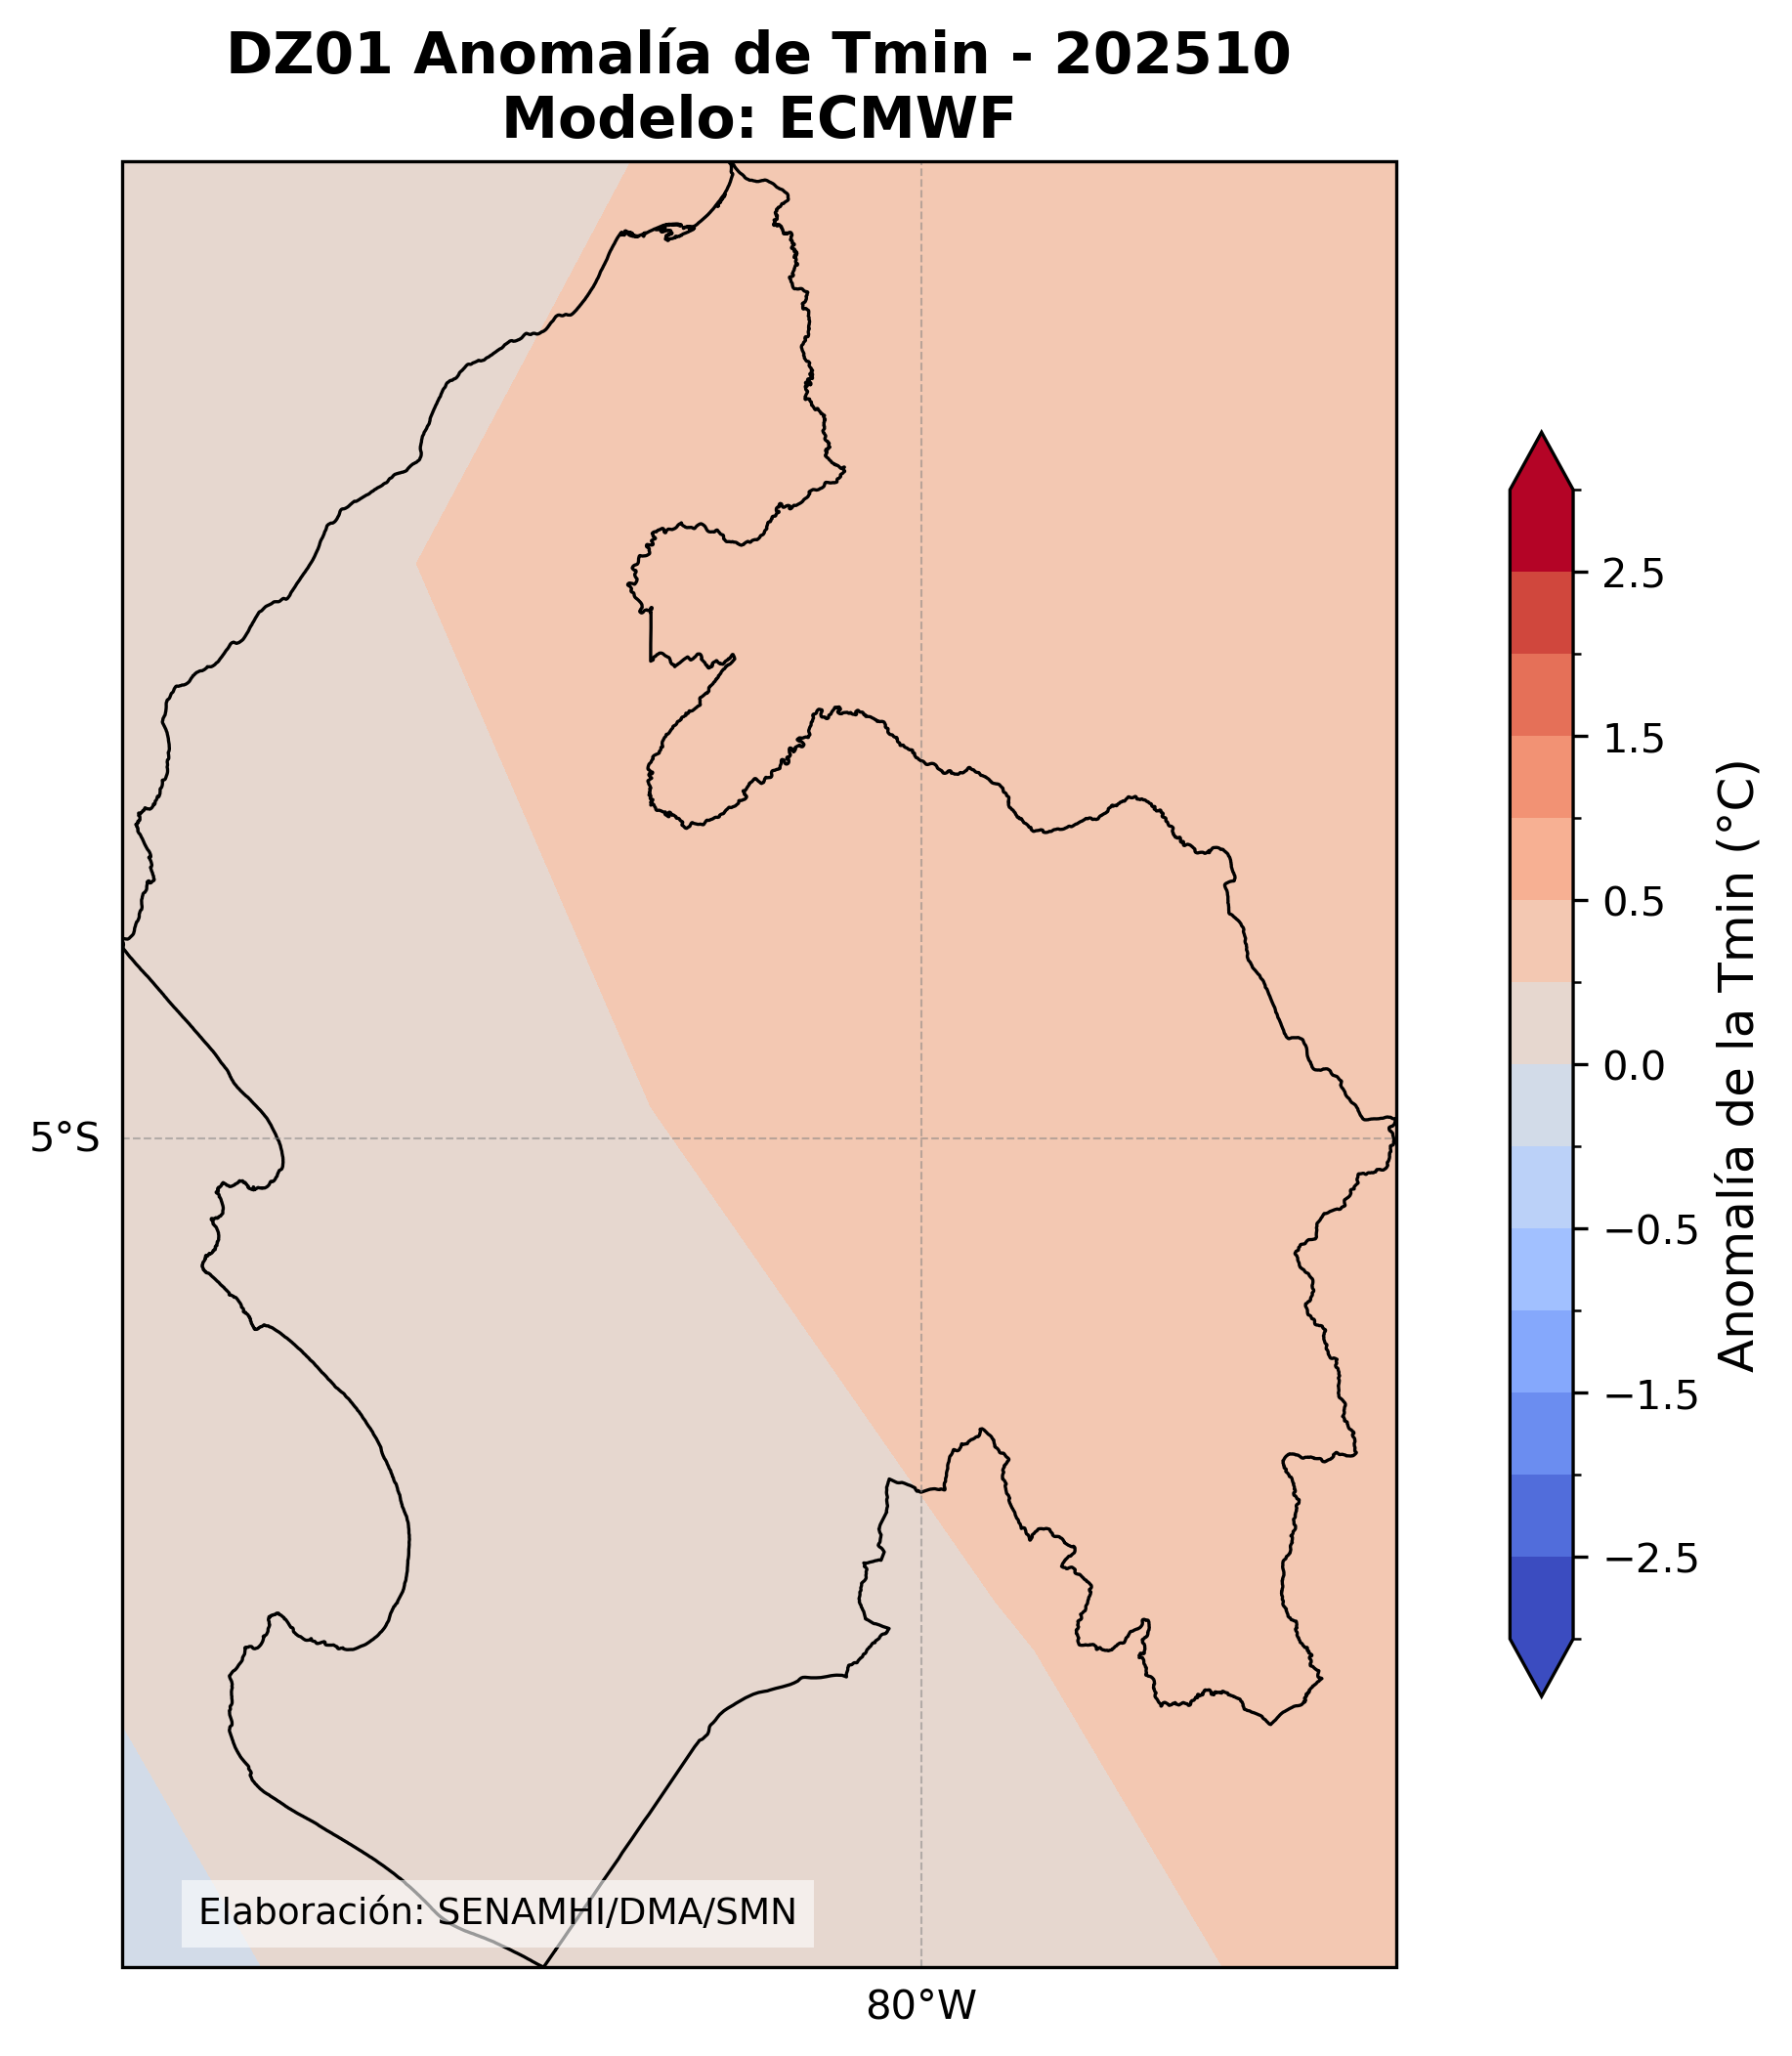 DZ01 Anomalía de Tmin - 202510
Modelo: ECMWF
2.5
1.5
0.5
0.0
−0.5
−1.5
−2.5
Anomalía de la Tmin (°C)
5°S
Elaboración: SENAMHI/DMA/SMN
80°W